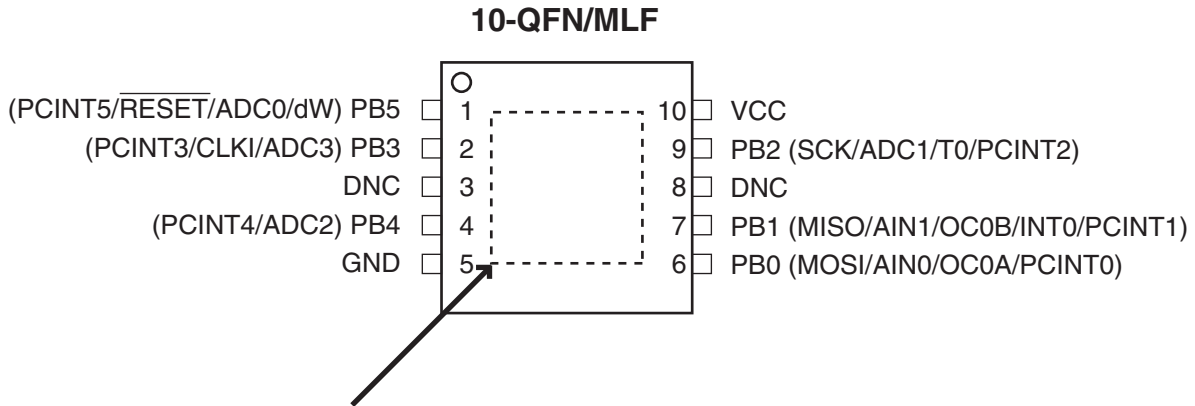 10-QFN/MLF
(PCINT5/RESET/ADC0/dW) PB5 1 10 VCC
(PCINT3/CLKI/ADC3) PB3 2 9 PB2 (SCK/ADC1/T0/PCINT2)
DNC 3 8 DNC
(PCINT4/ADC2) PB4 4 7 PB1 (MISO/AIN1/OC0B/INT0/PCINT1)
GND 5 6 PB0 (MOSI/AIN0/OC0A/PCINT0)